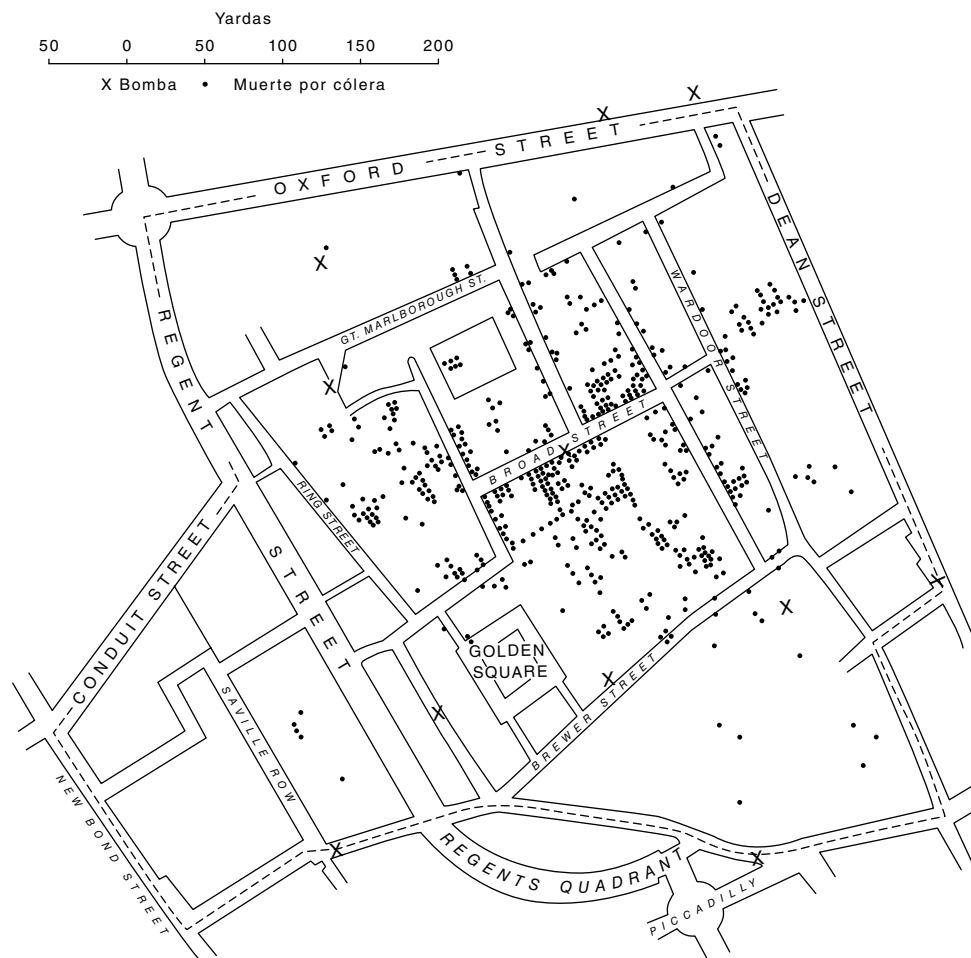 Yardas
50 0 50 100 150 200
X Bomba • Muerte por cólera
OXFORD STREET
DEAN STREET
REGENT STREET
GT. MARLBOROUGH ST.
WARDOOR STREET
BROAD STREET
RING STREET
CONDUIT STREET
GOLDEN
SQUARE
BREWER STREET
SAVILLE ROW
NEW BOND STREET
REGENTS QUADRANT
PICCADILLY